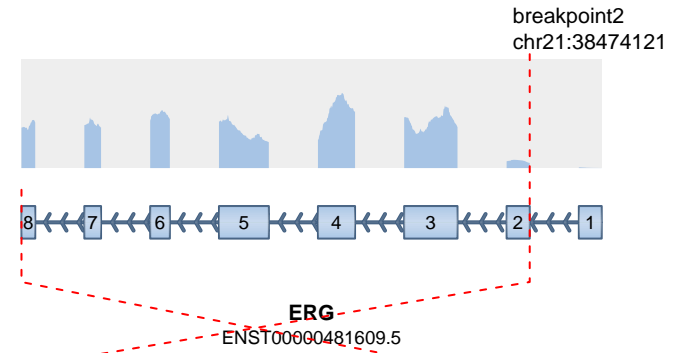 breakpoint2
chr21:38474121
8 7 6 5 4 3 2 1
ERG
ENST00000481609.5